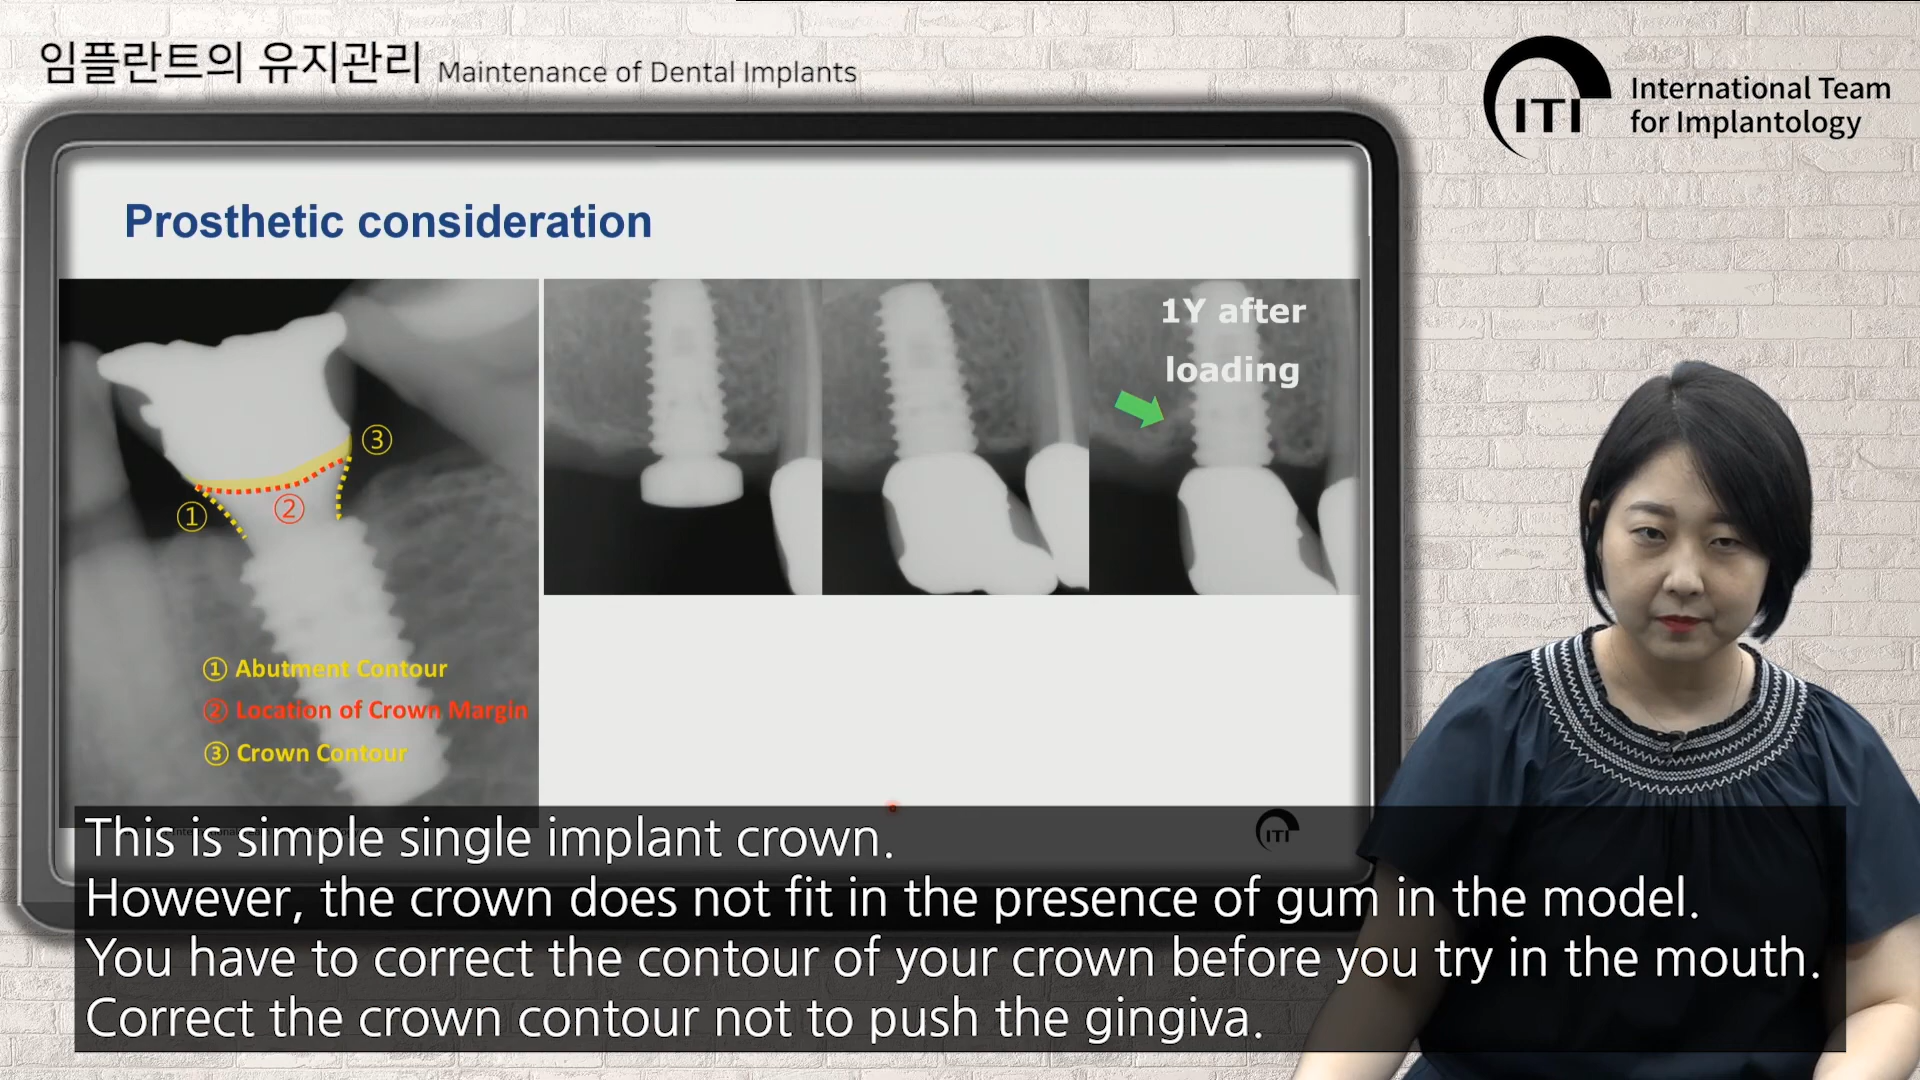 임플란트의 유지관리 Maintenance of Dental Implants
ITI International Team
for Implantology
Prosthetic consideration
1Y after
loading
③
①
②
① Abutment Contour
② Location of Crown Margin
③ Crown Contour
ITI
This is simple single implant crown.
However, the crown does not fit in the presence of gum in the model.
You have to correct the contour of your crown before you try in the mouth.
Correct the crown contour not to push the gingiva.